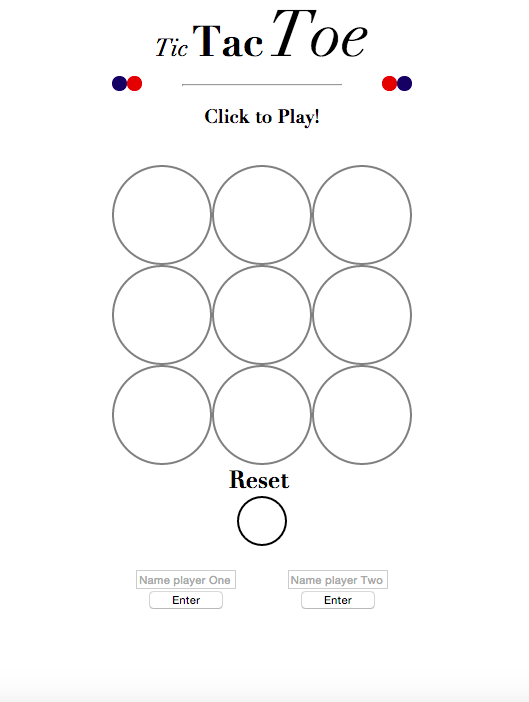 Tic Tac Toe
Click to Play!
Reset
Name player One Name player Two
Enter Enter